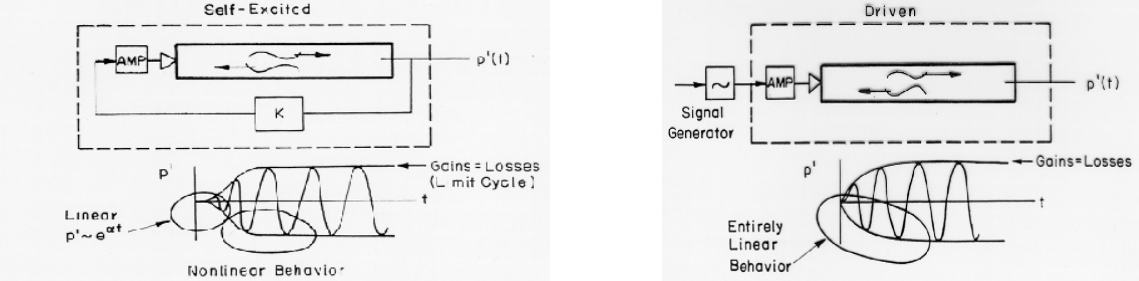 Self-Excited
AMP
p'(t)
K
p'
Gains=Losses
(L mit Cycle)
t
Linear
p'~e^αt
Nonlinear Behavior
Driven
~
AMP
p'(t)
Signal
Generator
p'
Gains=Losses
t
Entirely
Linear
Behavior